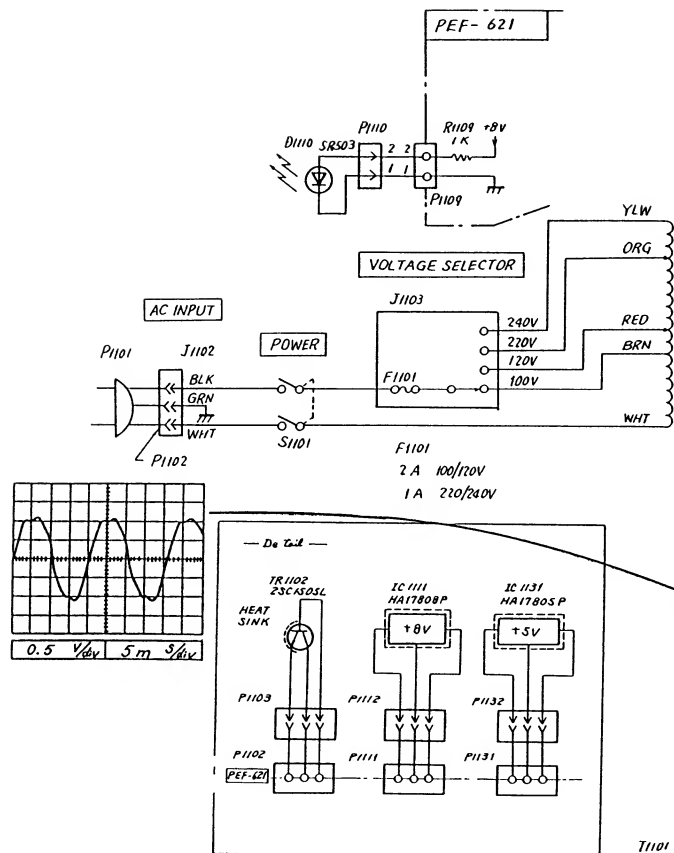 PEF-621
P1110
R1109 +8V
1K
D1110 SR503
2 2
1 1
P1109
YLW
VOLTAGE SELECTOR
ORG
J1103
AC INPUT
240V
POWER
220V
RED
P1101 J1102
120V
BRN
BLK
F1101
100V
GRN
WHT
WHT
S1101
P1102
F1101
2A 100/120V
1A 220/240V
— Detail —
TR1102
2SC1505L
IC1111
HA17808P
IC1131
HA17805P
HEAT
SINK
+8V
+5V
0.5 V/div 5m S/div
P1103 P1112 P1132
P1102 P1111 P1131
PEF-621
T1101